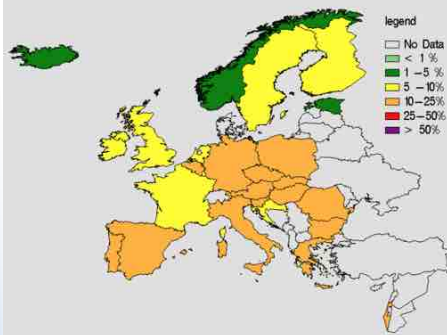 legend
No Data
< 1 %
1 – 5 %
5 – 10%
10 – 25%
25 – 50%
> 50%